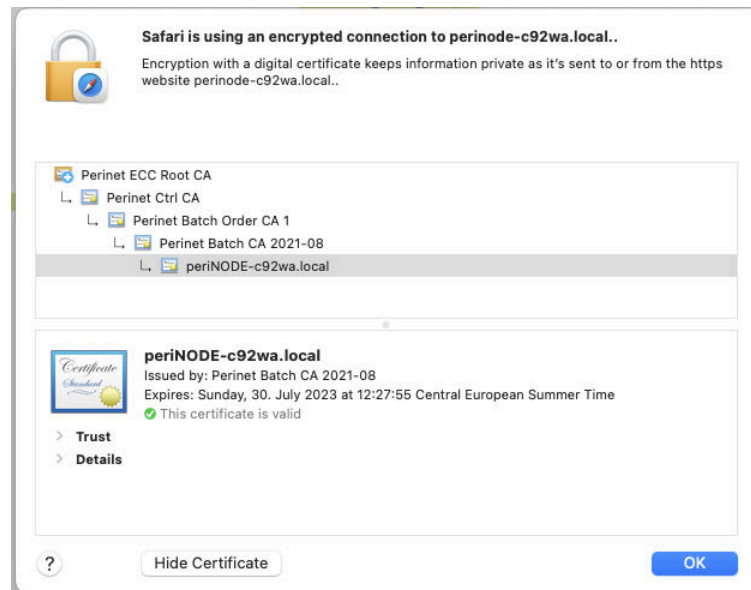 Safari is using an encrypted connection to perinode-c92wa.local..
Encryption with a digital certificate keeps information private as it's sent to or from the https
website perinode-c92wa.local..
Perinet ECC Root CA
Perinet Ctrl CA
Perinet Batch Order CA 1
Perinet Batch CA 2021-08
periNODE-c92wa.local
Certificate
Standard
periNODE-c92wa.local
Issued by: Perinet Batch CA 2021-08
Expires: Sunday, 30. July 2023 at 12:27:55 Central European Summer Time
This certificate is valid
Trust
Details
?
Hide Certificate
OK